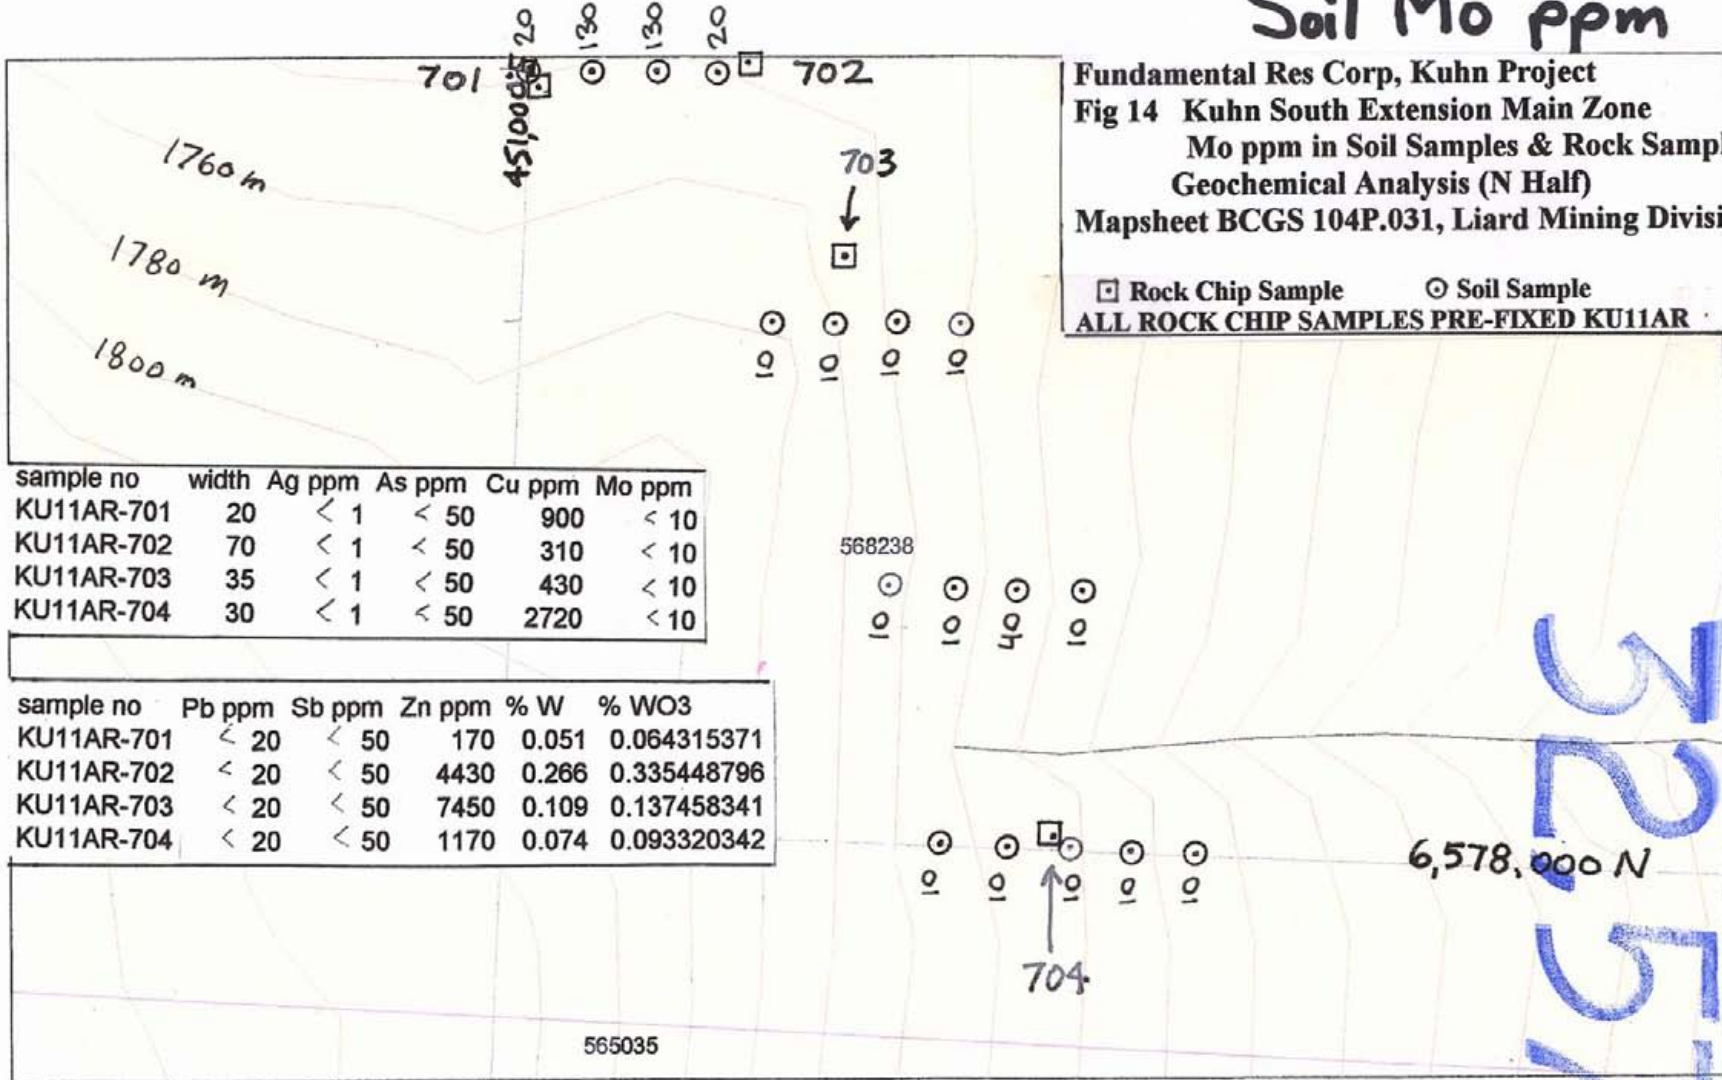 Soil Mo ppm
20 130 130 20
701 702
451,000E
Fundamental Res Corp, Kuhn Project
Fig 14 Kuhn South Extension Main Zone
Mo ppm in Soil Samples & Rock Sampl
Geochemical Analysis (N Half)
Mapsheet BCGS 104P.031, Liard Mining Divisi
Rock Chip Sample Soil Sample
ALL ROCK CHIP SAMPLES PRE-FIXED KU11AR
1760 m
703
1780 m
1800 m
10 10 10 10
sample no width Ag ppm As ppm Cu ppm Mo ppm
KU11AR-701 20 < 1 < 50 900 < 10
KU11AR-702 70 < 1 < 50 310 < 10
KU11AR-703 35 < 1 < 50 430 < 10
KU11AR-704 30 < 1 < 50 2720 < 10
568238
10 10 40 10
sample no Pb ppm Sb ppm Zn ppm % W % WO3
KU11AR-701 < 20 < 50 170 0.051 0.064315371
KU11AR-702 < 20 < 50 4430 0.266 0.335448796
KU11AR-703 < 20 < 50 7450 0.109 0.137458341
KU11AR-704 < 20 < 50 1170 0.074 0.093320342
6,578,000 N
10 10 10 10 10
704
565035
32,57